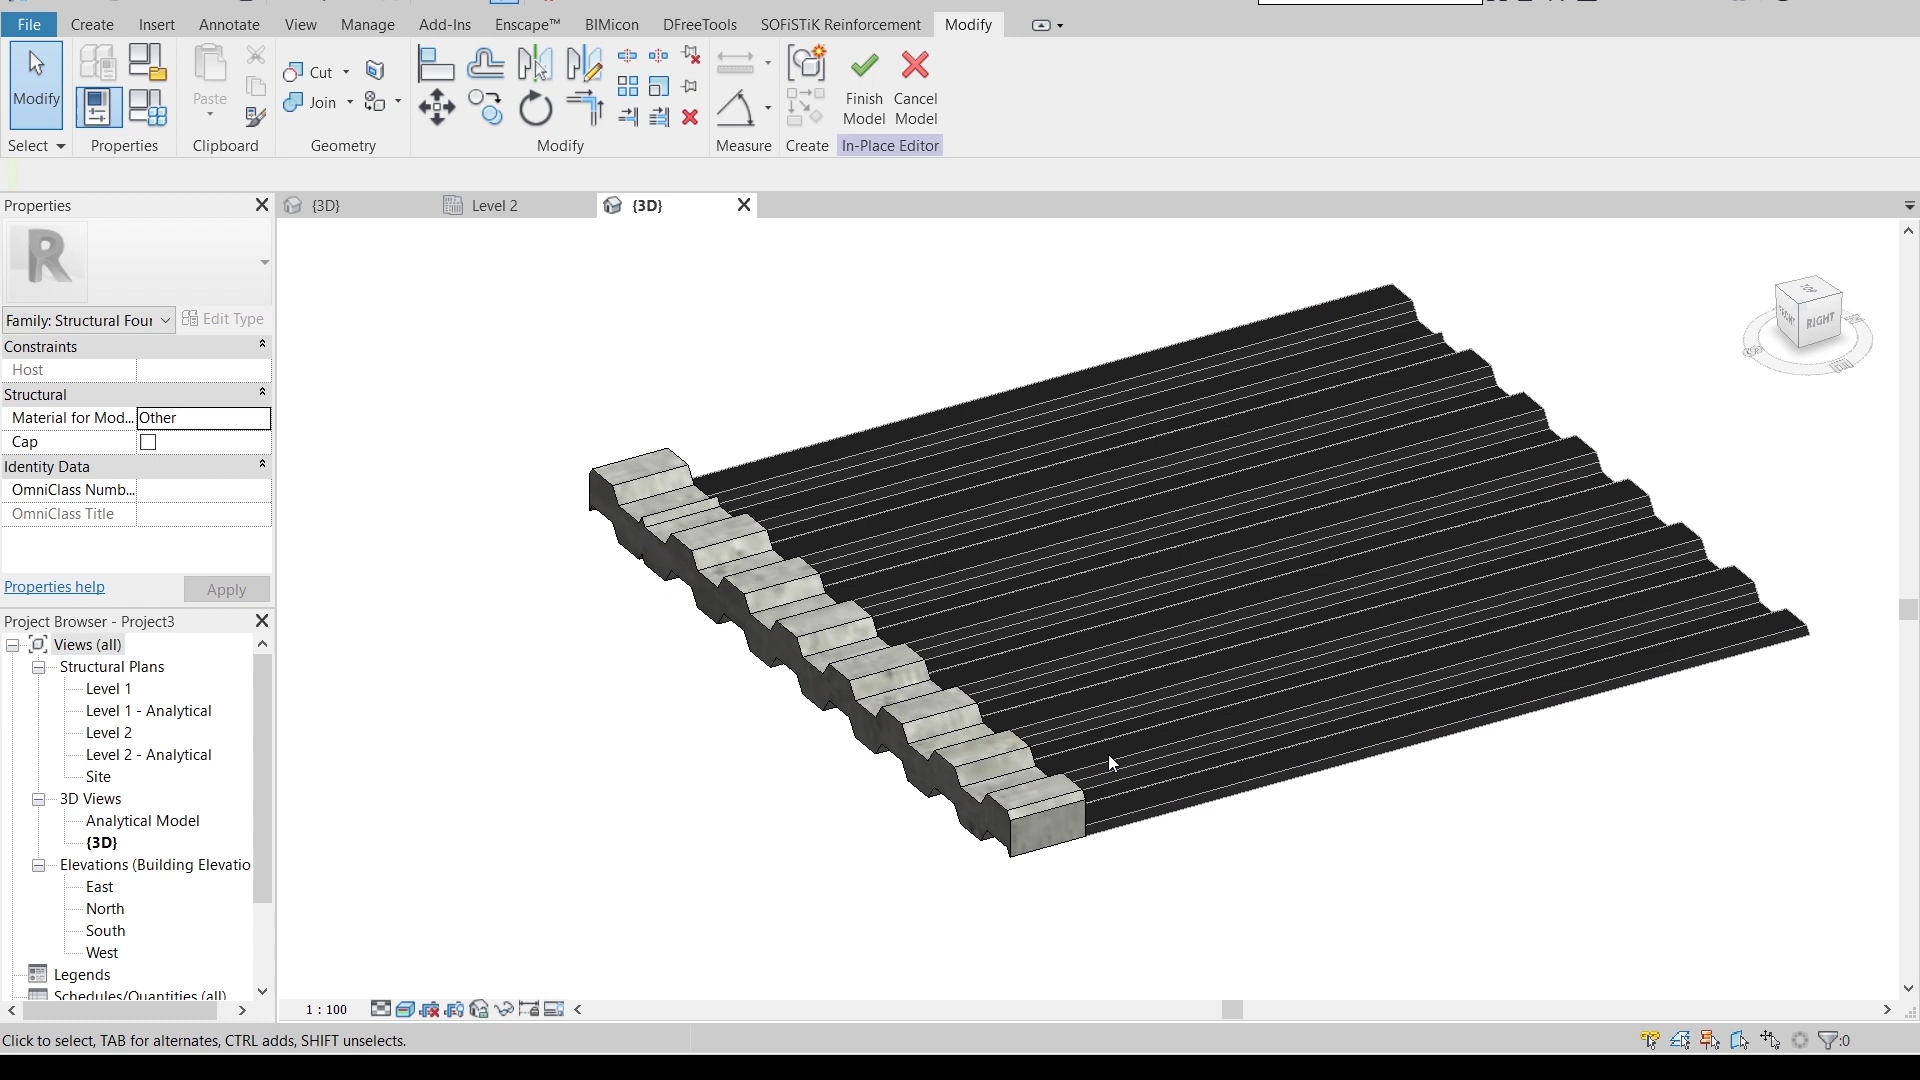 File Create Insert Annotate View Manage Add-Ins Enscape™ BIMicon DFreeTools SOFiSTiK Reinforcement Modify
Modify
Paste
Cut
Join
Finish Model
Cancel Model
Select Properties Clipboard Geometry Modify Measure Create In-Place Editor
Properties
{3D} Level 2 {3D}
R
Family: Structural Four Edit Type
Constraints
Host
Structural
Material for Mod... Other
Cap
Identity Data
OmniClass Numb...
OmniClass Title
Properties help Apply
Project Browser - Project3
Views (all)
Structural Plans
Level 1
Level 1 - Analytical
Level 2
Level 2 - Analytical
Site
3D Views
Analytical Model
{3D}
Elevations (Building Elevatio
East
North
South
West
Legends
Schedules/Quantities (all)
TOP
FRONT
RIGHT
1 : 100
Click to select, TAB for alternates, CTRL adds, SHIFT unselects.
:0